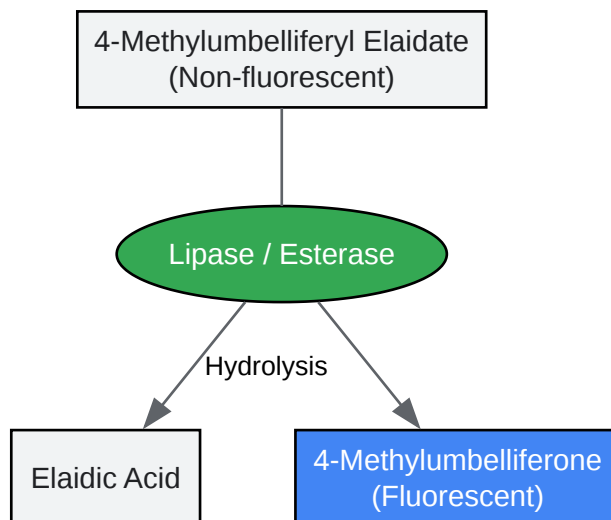 4-Methylumbelliferyl Elaidate
(Non-fluorescent)
Lipase / Esterase
Hydrolysis
Elaidic Acid
4-Methylumbelliferone
(Fluorescent)